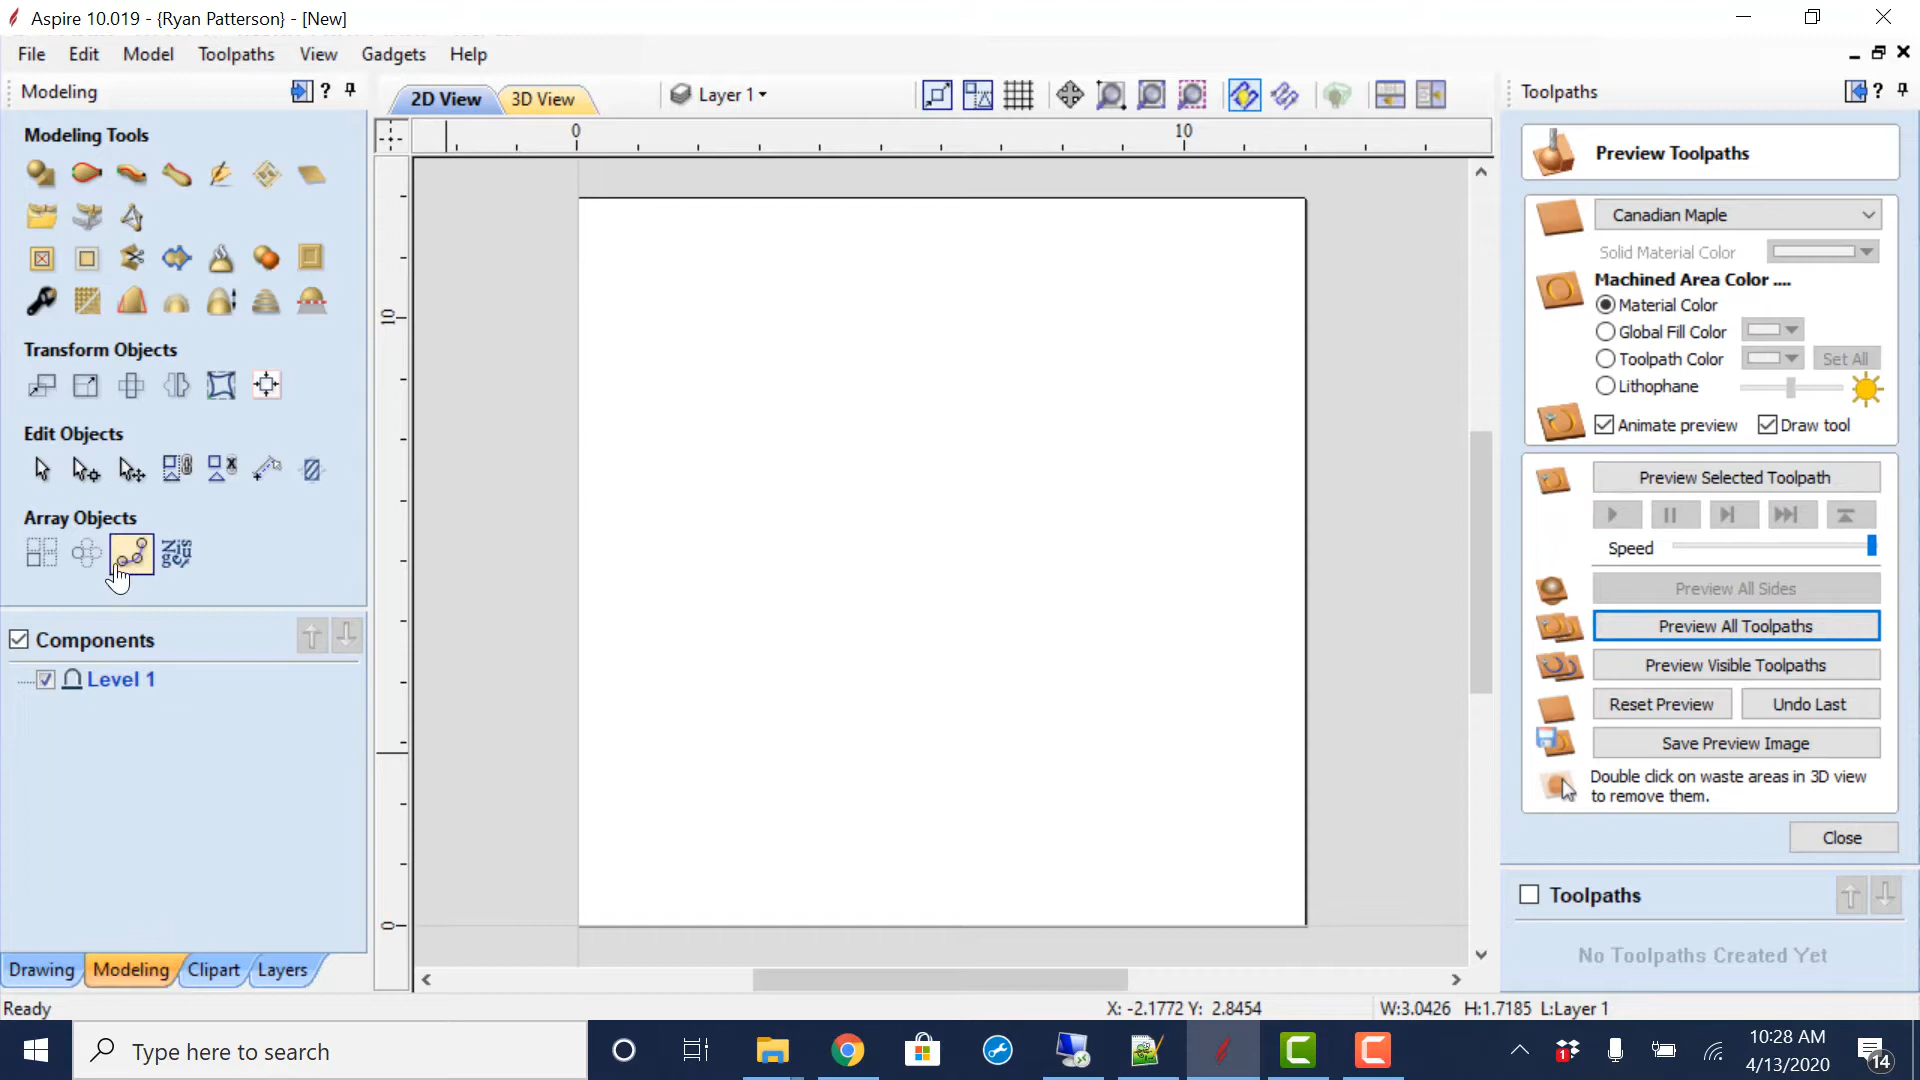 Aspire 10.019 - {Ryan Patterson} - [New]
File Edit Model Toolpaths View Gadgets Help
Modeling
Modeling Tools
Transform Objects
Edit Objects
Array Objects
Components
Level 1
Drawing Modeling Clipart Layers
2D View 3D View
Layer 1
0 10
10
0
Toolpaths
Preview Toolpaths
Canadian Maple
Solid Material Color
Machined Area Color ....
Material Color
Global Fill Color
Toolpath Color Set All
Lithophane
Animate preview Draw tool
Preview Selected Toolpath
Speed
Preview All Sides
Preview All Toolpaths
Preview Visible Toolpaths
Reset Preview Undo Last
Save Preview Image
Double click on waste areas in 3D view
to remove them.
Close
Toolpaths
No Toolpaths Created Yet
Ready X: -2.1772 Y: 2.8454 W:3.0426 H:1.7185 L:Layer 1
Type here to search
1
10:28 AM
4/13/2020
14